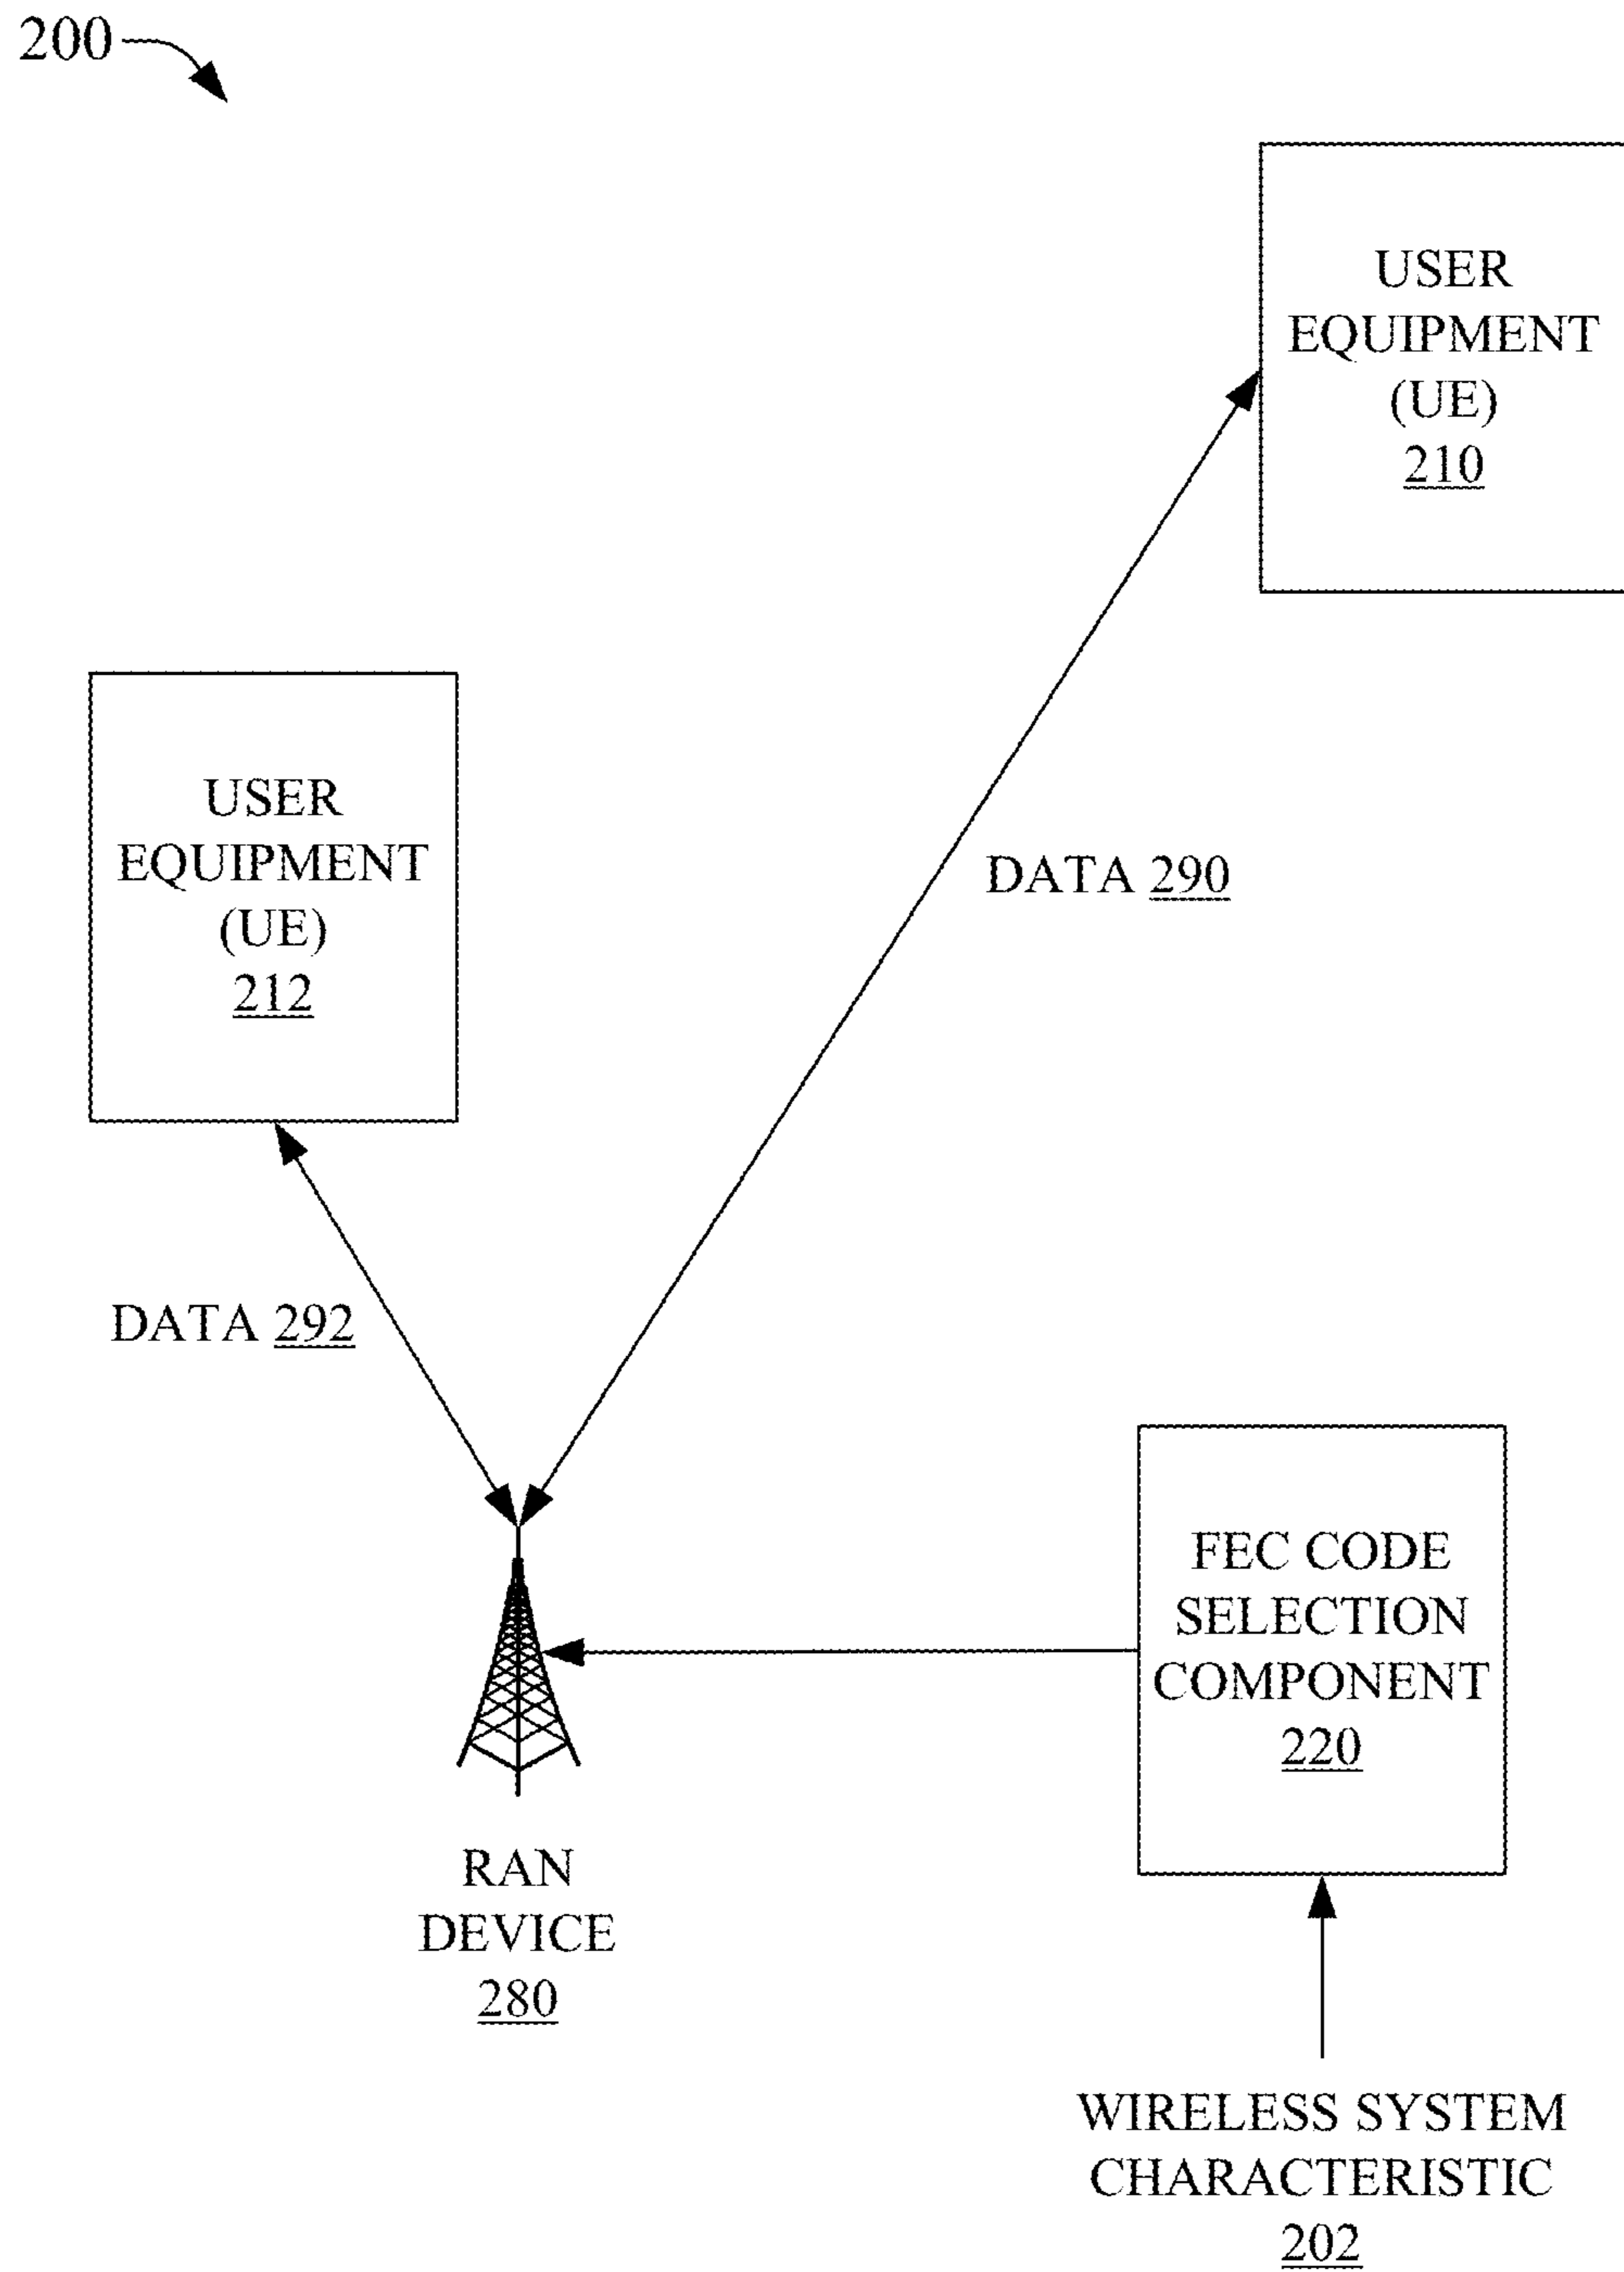 200
USER
EQUIPMENT
(UE)
210
USER
EQUIPMENT
(UE)
212
DATA 290
DATA 292
FEC CODE
SELECTION
COMPONENT
220
RAN
DEVICE
280
WIRELESS SYSTEM
CHARACTERISTIC
202